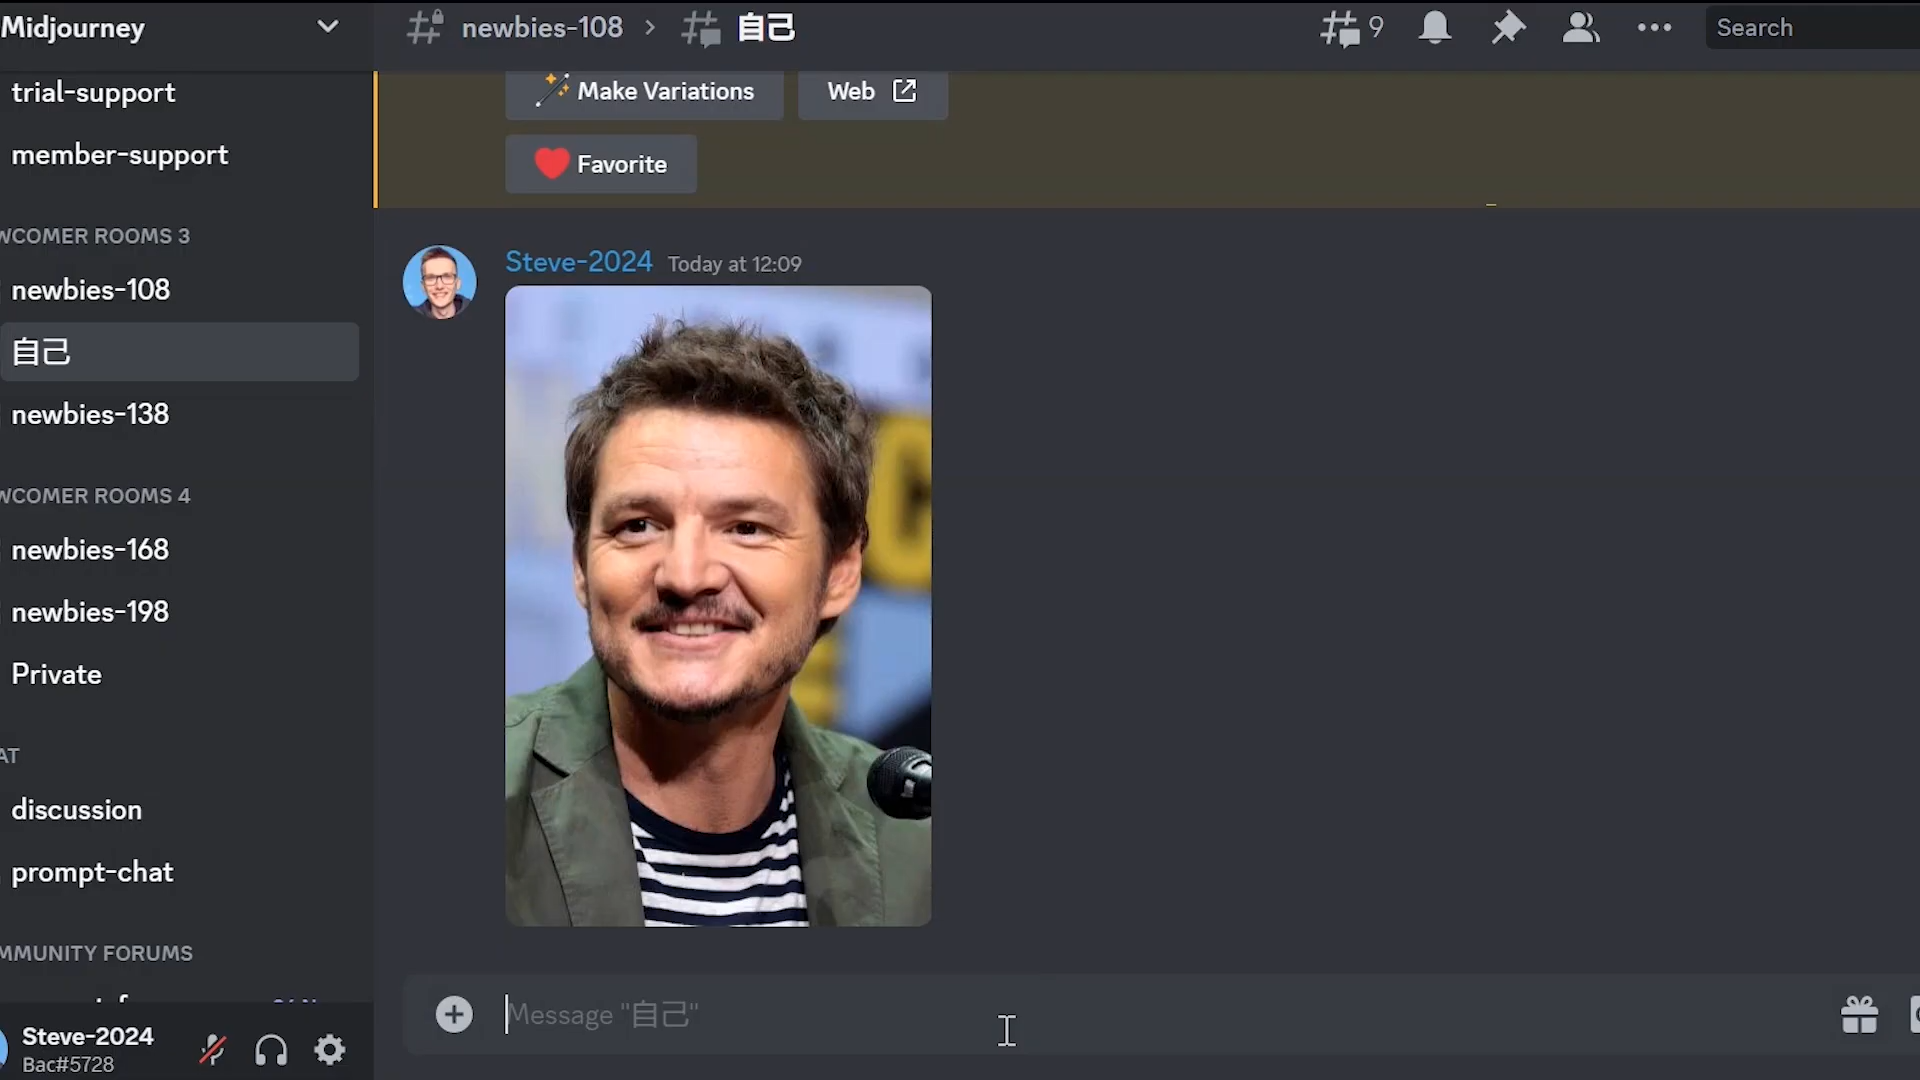 Midjourney
trial-support
member-support
WCOMER ROOMS 3
newbies-108
自己
newbies-138
WCOMER ROOMS 4
newbies-168
newbies-198
Private
AT
discussion
prompt-chat
MMUNITY FORUMS
Steve-2024
Bac#5728
newbies-108 > 自己
9
Search
Make Variations
Web
Favorite
Steve-2024 Today at 12:09
Message "自己"